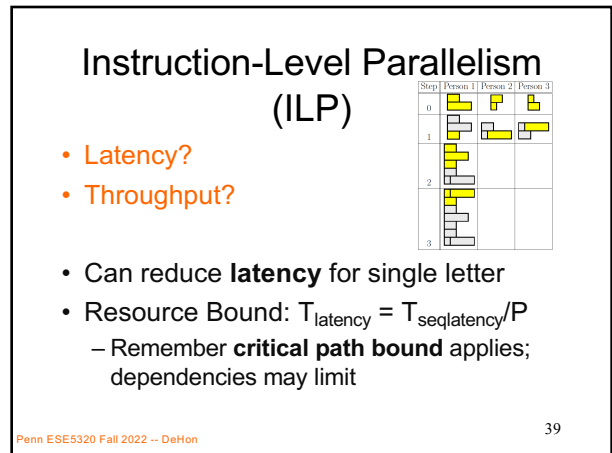 Instruction-Level Parallelism
(ILP)
Step Person 1 Person 2 Person 3
0
1
2
3
• Latency?
• Throughput?
• Can reduce latency for single letter
• Resource Bound: Tlatency = Tseqlatency/P
– Remember critical path bound applies;
dependencies may limit
Penn ESE5320 Fall 2022 -- DeHon
39